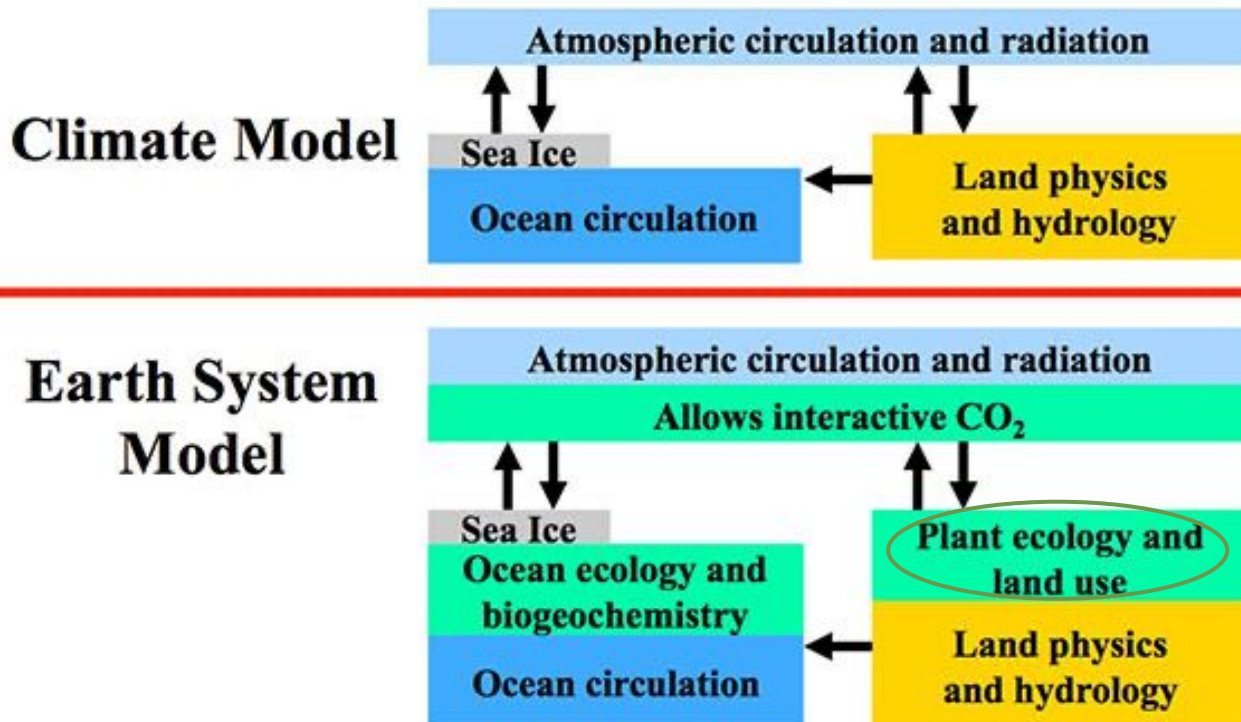 Climate Model
Atmospheric circulation and radiation
Sea Ice
Ocean circulation
Land physics
and hydrology
Earth System
Model
Atmospheric circulation and radiation
Allows interactive CO₂
Sea Ice
Ocean ecology and
biogeochemistry
Ocean circulation
Plant ecology and
land use
Land physics
and hydrology